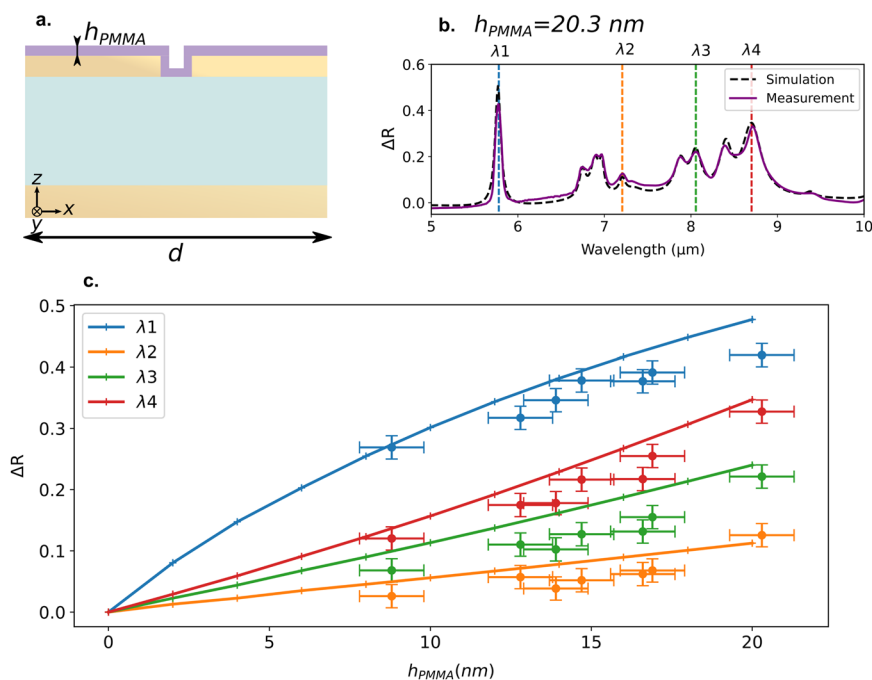 a.
h_PMMA
z
x
y
d
b.
h_PMMA=20.3 nm
λ1
λ2
λ3
λ4
0.6
0.4
0.2
0.0
ΔR
Simulation
Measurement
5
6
7
8
9
10
Wavelength (μm)
c.
0.5
0.4
0.3
0.2
0.1
0.0
ΔR
λ1
λ2
λ3
λ4
0
5
10
15
20
h_PMMA(nm)